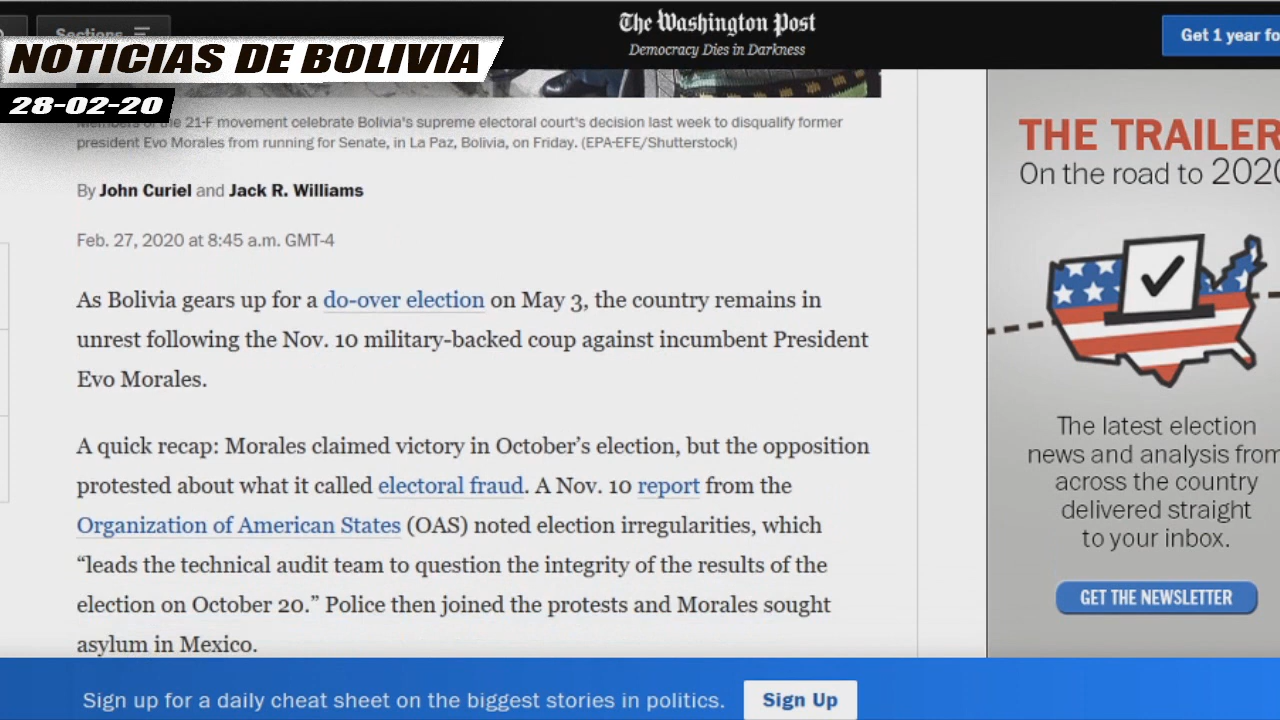 Sections
The Washington Post
Democracy Dies in Darkness
Get 1 year fo
NOTICIAS DE BOLIVIA
28-02-20
Members of the 21-F movement celebrate Bolivia's supreme electoral court's decision last week to disqualify former
president Evo Morales from running for Senate, in La Paz, Bolivia, on Friday. (EPA-EFE/Shutterstock)
By John Curiel and Jack R. Williams
Feb. 27, 2020 at 8:45 a.m. GMT-4
As Bolivia gears up for a do-over election on May 3, the country remains in
unrest following the Nov. 10 military-backed coup against incumbent President
Evo Morales.
A quick recap: Morales claimed victory in October’s election, but the opposition
protested about what it called electoral fraud. A Nov. 10 report from the
Organization of American States (OAS) noted election irregularities, which
“leads the technical audit team to question the integrity of the results of the
election on October 20.” Police then joined the protests and Morales sought
asylum in Mexico.
THE TRAILER
On the road to 2020
The latest election
news and analysis from
across the country
delivered straight
to your inbox.
GET THE NEWSLETTER
Sign up for a daily cheat sheet on the biggest stories in politics.
Sign Up